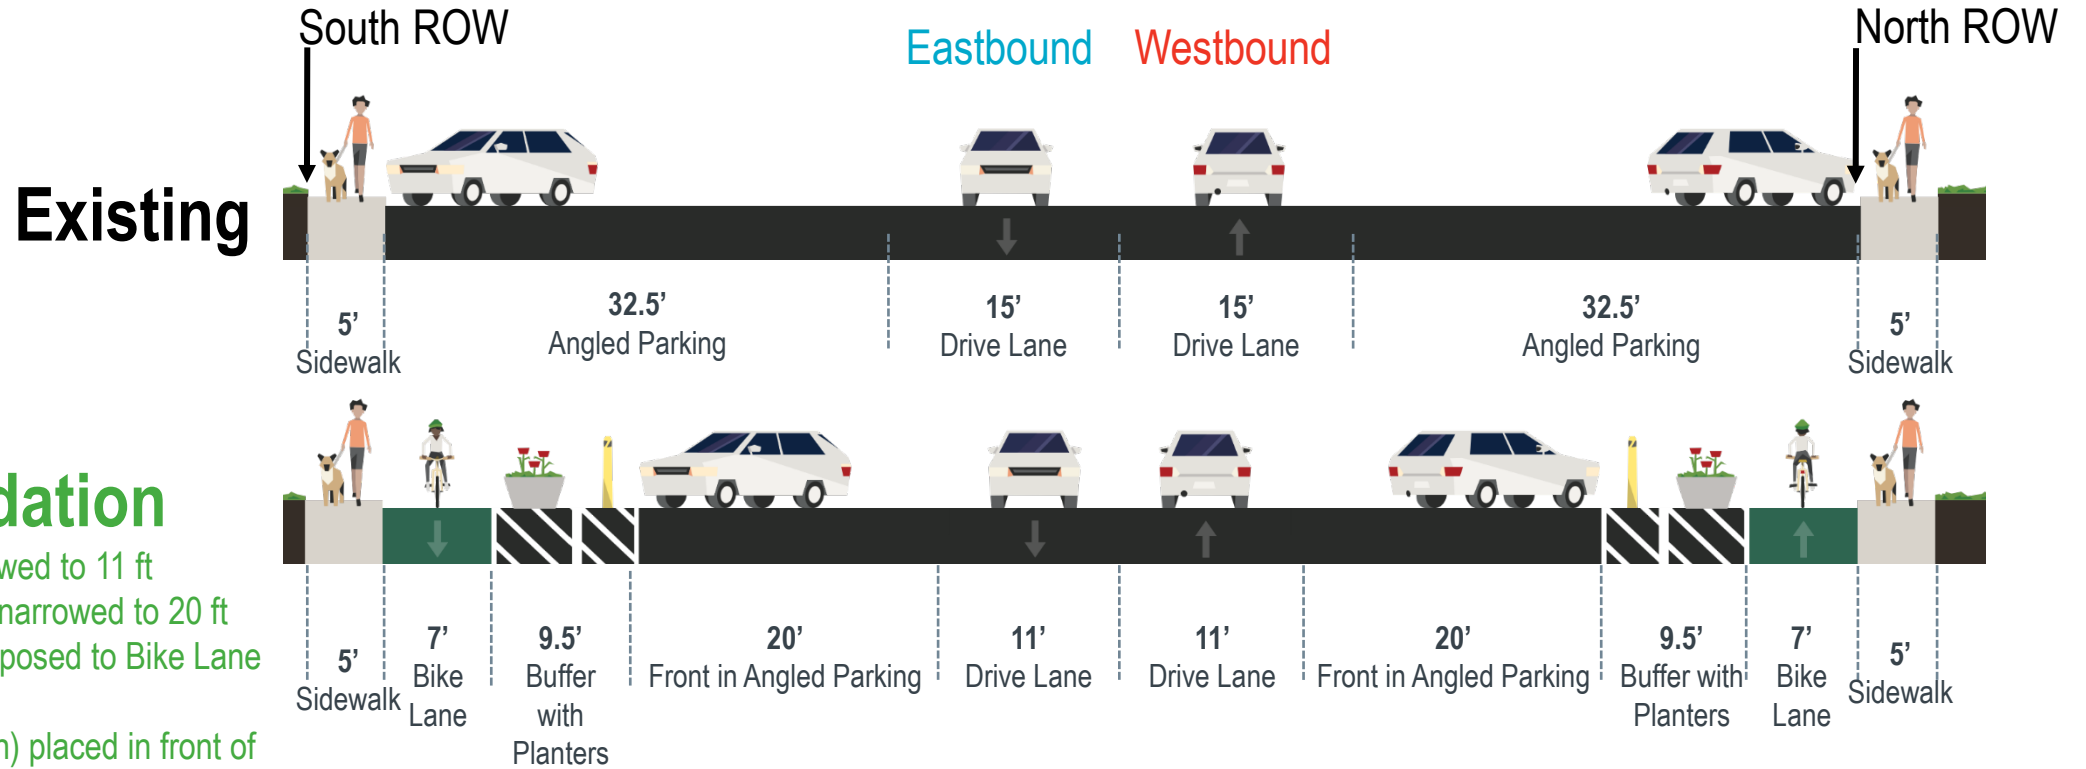 South ROW
North ROW
Eastbound Westbound
Existing
32.5’
Angled Parking
15’
Drive Lane
15’
Drive Lane
32.5’
Angled Parking
5’
Sidewalk
5’
Sidewalk
dation
wed to 11 ft
narrowed to 20 ft
posed to Bike Lane
n) placed in front of
5’
Sidewalk
7’
Bike
Lane
9.5’
Buffer
with
Planters
20’
Front in Angled Parking
11’
Drive Lane
11’
Drive Lane
20’
Front in Angled Parking
9.5’
Buffer with
Planters
7’
Bike
Lane
5’
Sidewalk